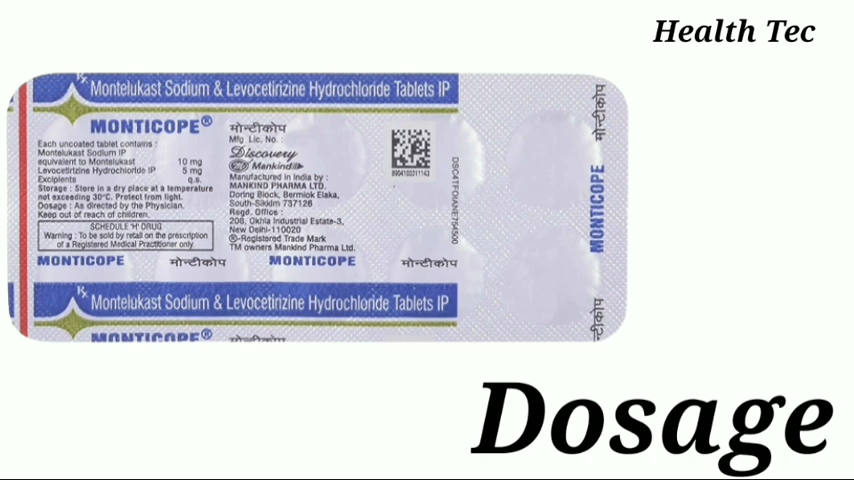 Health Tec
Rx Montelukast Sodium & Levocetirizine Hydrochloride Tablets IP
MONTICOPE®
Each uncoated tablet contains :
Montelukast Sodium IP
equivalent to Montelukast 10 mg
Levocetirizine Hydrochloride IP 5 mg
Excipients q.s.
Storage : Store in a dry place at a temperature
not exceeding 30°C. Protect from light.
Dosage : As directed by the Physician.
Keep out of reach of children.
SCHEDULE 'H' DRUG
Warning : To be sold by retail on the prescription
of a Registered Medical Practitioner only
मोन्टीकोप
Mfg. Lic. No. :
Discovery
Mankind
Manufactured in India by :
MANKIND PHARMA LTD.
Doring Block, Bermiok Elaka,
South-Sikkim 737126
Regd. Office :
208, Okhla Industrial Estate-3,
New Delhi-110020
®-Registered Trade Mark
TM owners Mankind Pharma Ltd.
MONTICOPE मोन्टीकोप MONTICOPE मोन्टीकोप
Rx Montelukast Sodium & Levocetirizine Hydrochloride Tablets IP
MONTICOPE® मोन्टीकोप
मोन्टीकोप
MONTICOPE
न्टीकोप
Dosage